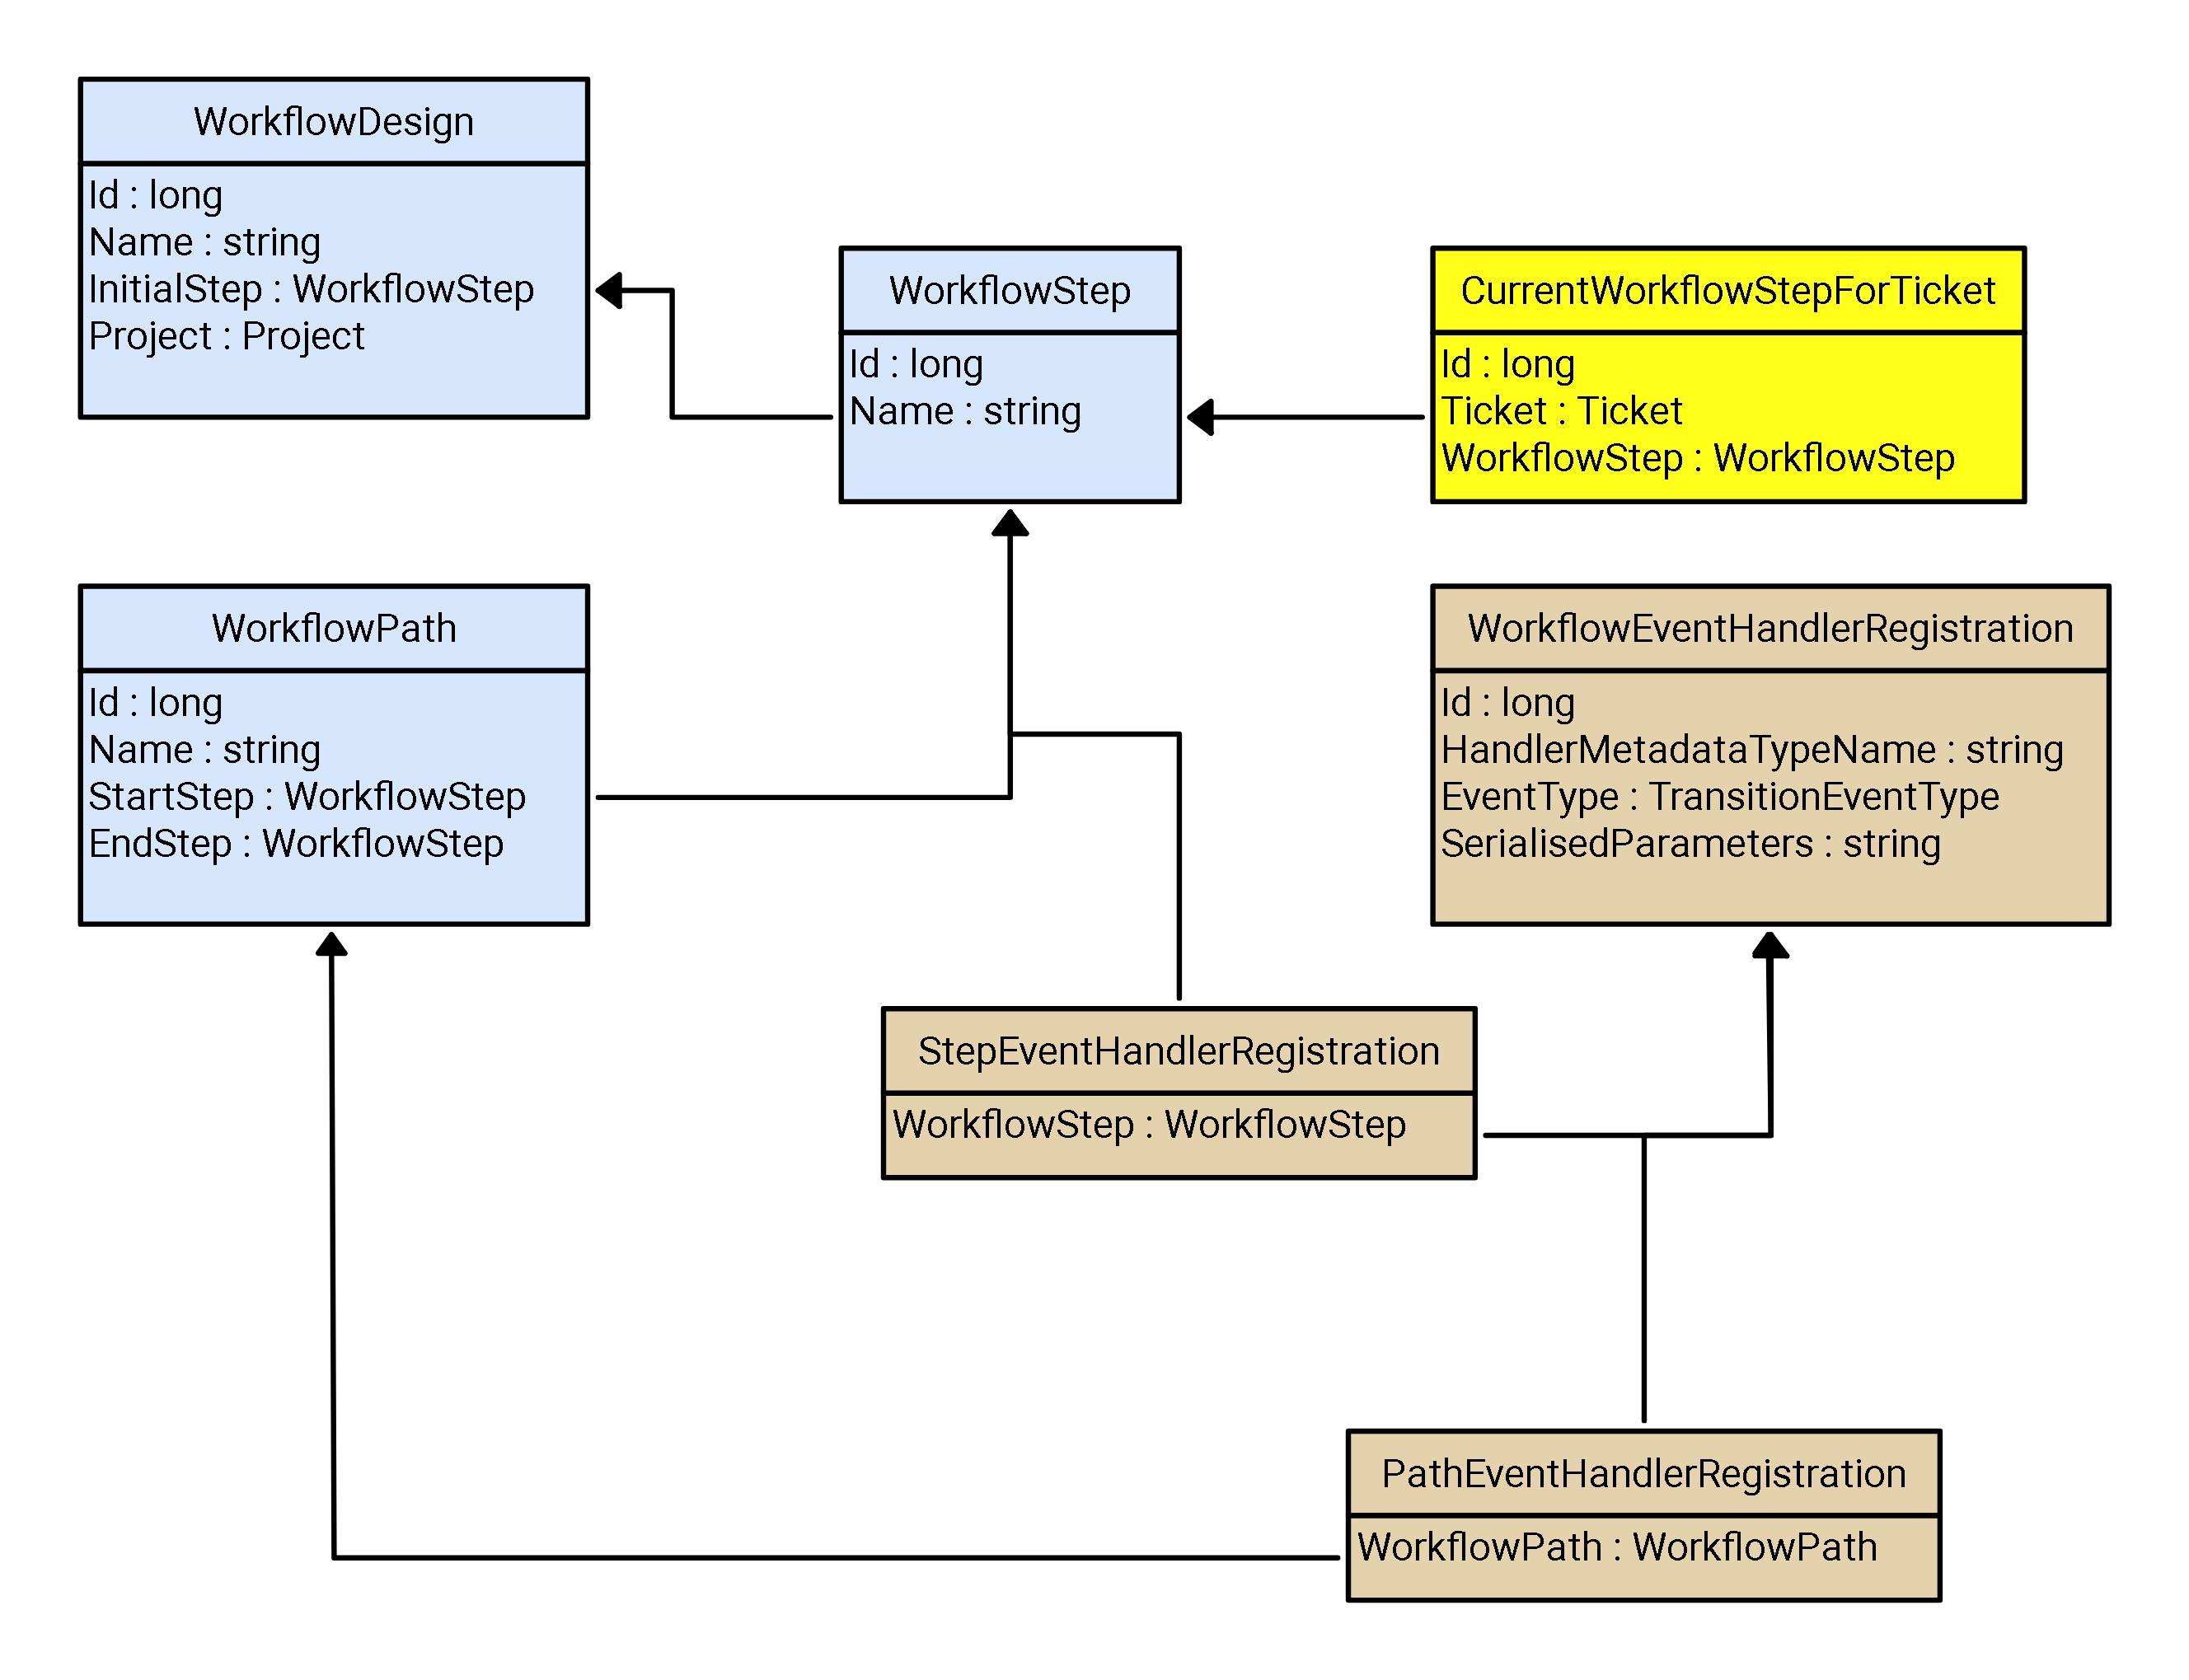 WorkflowDesign
Id : long
Name : string
InitialStep : WorkflowStep
Project : Project
WorkflowStep
Id : long
Name : string
CurrentWorkflowStepForTicket
Id : long
Ticket : Ticket
WorkflowStep : WorkflowStep
WorkflowPath
Id : long
Name : string
StartStep : WorkflowStep
EndStep : WorkflowStep
WorkflowEventHandlerRegistration
Id : long
HandlerMetadataTypeName : string
EventType : TransitionEventType
SerialisedParameters : string
StepEventHandlerRegistration
WorkflowStep : WorkflowStep
PathEventHandlerRegistration
WorkflowPath : WorkflowPath